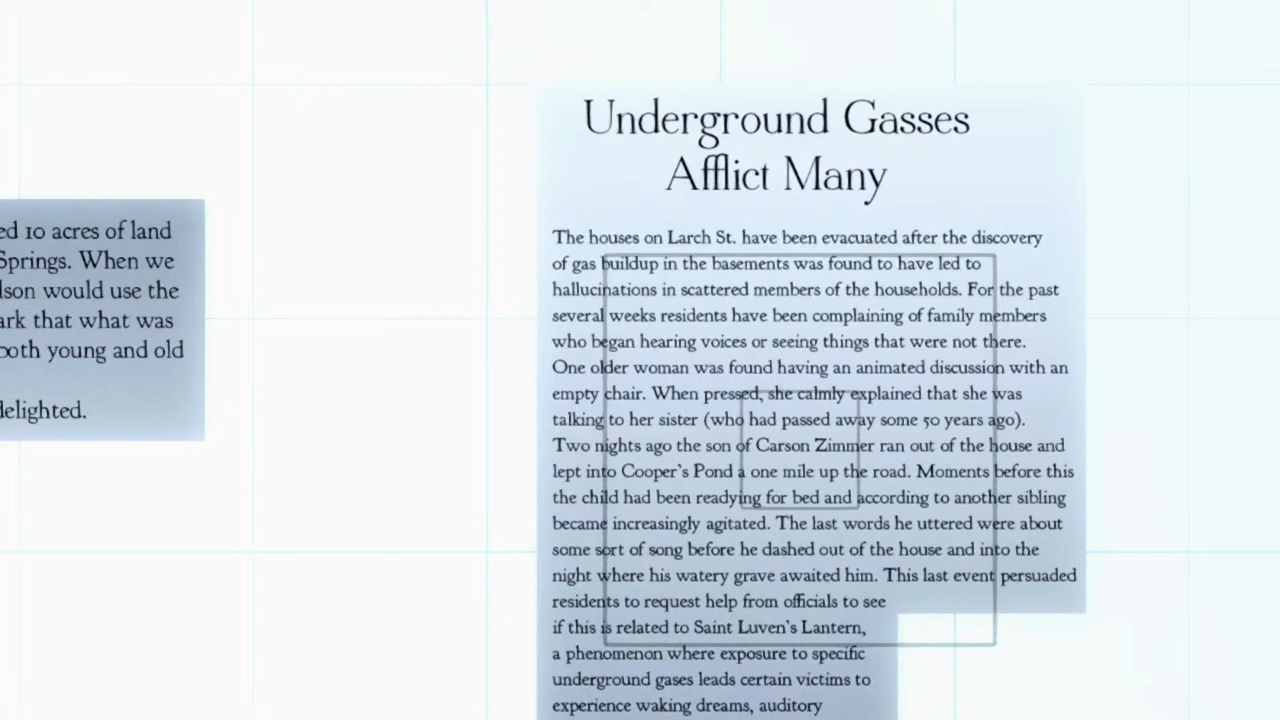 ed 10 acres of land
Springs. When we
lson would use the
ark that what was
both young and old
delighted.
Underground Gasses
Afflict Many
The houses on Larch St. have been evacuated after the discovery
of gas buildup in the basements was found to have led to
hallucinations in scattered members of the households. For the past
several weeks residents have been complaining of family members
who began hearing voices or seeing things that were not there.
One older woman was found having an animated discussion with an
empty chair. When pressed, she calmly explained that she was
talking to her sister (who had passed away some 50 years ago).
Two nights ago the son of Carson Zimmer ran out of the house and
lept into Cooper's Pond a one mile up the road. Moments before this
the child had been readying for bed and according to another sibling
became increasingly agitated. The last words he uttered were about
some sort of song before he dashed out of the house and into the
night where his watery grave awaited him. This last event persuaded
residents to request help from officials to see
if this is related to Saint Luven's Lantern,
a phenomenon where exposure to specific
underground gases leads certain victims to
experience waking dreams, auditory